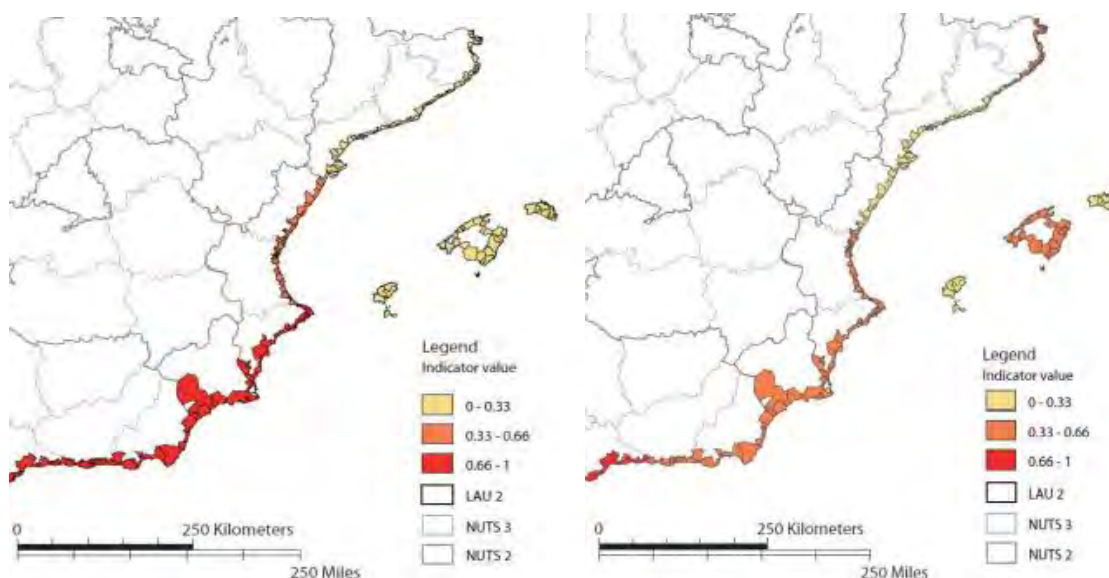 Legend
Indicator value
0 - 0.33
0.33 - 0.66
0.66 - 1
LAU 2
NUTS 3
NUTS 2
0
250 Kilometers
250 Miles
Legend
Indicator value
0 - 0.33
0.33 - 0.66
0.66 - 1
LAU 2
NUTS 3
NUTS 2
0
250 Kilometers
250 Miles